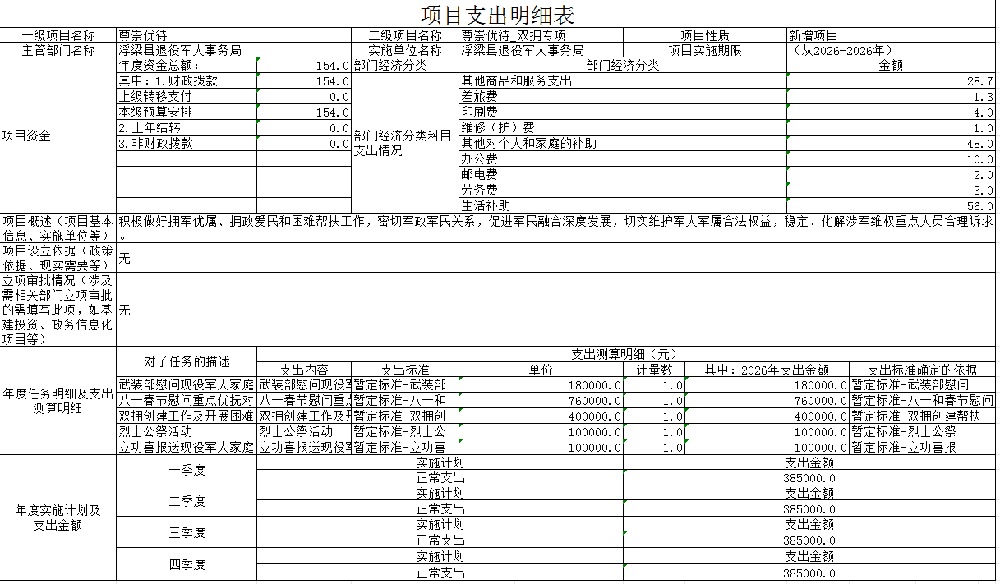 项目支出明细表
一级项目名称 尊崇优待 二级项目名称 尊崇优待_双拥专项 项目性质 新增项目
主管部门名称 浮梁县退役军人事务局 实施单位名称 浮梁县退役军人事务局 项目实施期限 （从2026-2026年）
项目资金
年度资金总额: 154.0 部门经济分类 部门经济分类 金额
其中:1.财政拨款 154.0 其他商品和服务支出 28.7
上级转移支付 0.0 差旅费 1.3
本级预算安排 154.0 印刷费 4.0
2.上年结转 0.0 维修（护）费 1.0
部门经济分类科目
支出情况
3.非财政拨款 0.0 其他对个人和家庭的补助 48.0
办公费 10.0
邮电费 2.0
劳务费 3.0
生活补助 56.0
项目概述（项目基本
信息、实施单位等）
积极做好拥军优属、拥政爱民和困难帮扶工作，密切军政军民关系，促进军民融合深度发展，切实维护军人军属合法权益，稳定、化解涉军维权重点人员合理诉求
。
项目设立依据（政策
依据、现实需要等）
无
立项审批情况（涉及
需相关部门立项审批
的需填写此项，如基
建投资、政务信息化
项目等）
无
年度任务明细及支出
测算明细
对子任务的描述 支出测算明细（元）
支出内容 支出标准 单价 计量数 其中：2026年支出金额 支出标准确定的依据
武装部慰问现役军人家庭 武装部慰问现役军 暂定标准-武装部 180000.0 1.0 180000.0 暂定标准-武装部慰问
八一春节慰问重点优抚对 八一春节慰问重点 暂定标准-八一和 760000.0 1.0 760000.0 暂定标准-八一和春节慰问
双拥创建工作及开展困难 双拥创建工作及开 暂定标准-双拥创 400000.0 1.0 400000.0 暂定标准-双拥创建帮扶
烈士公祭活动 烈士公祭活动 暂定标准-烈士公 100000.0 1.0 100000.0 暂定标准-烈士公祭
立功喜报送现役军人家庭 立功喜报送现役军 暂定标准-立功喜 100000.0 1.0 100000.0 暂定标准-立功喜报
年度实施计划及
支出金额
一季度
实施计划 支出金额
正常支出 385000.0
二季度
实施计划 支出金额
正常支出 385000.0
三季度
实施计划 支出金额
正常支出 385000.0
四季度
实施计划 支出金额
正常支出 385000.0